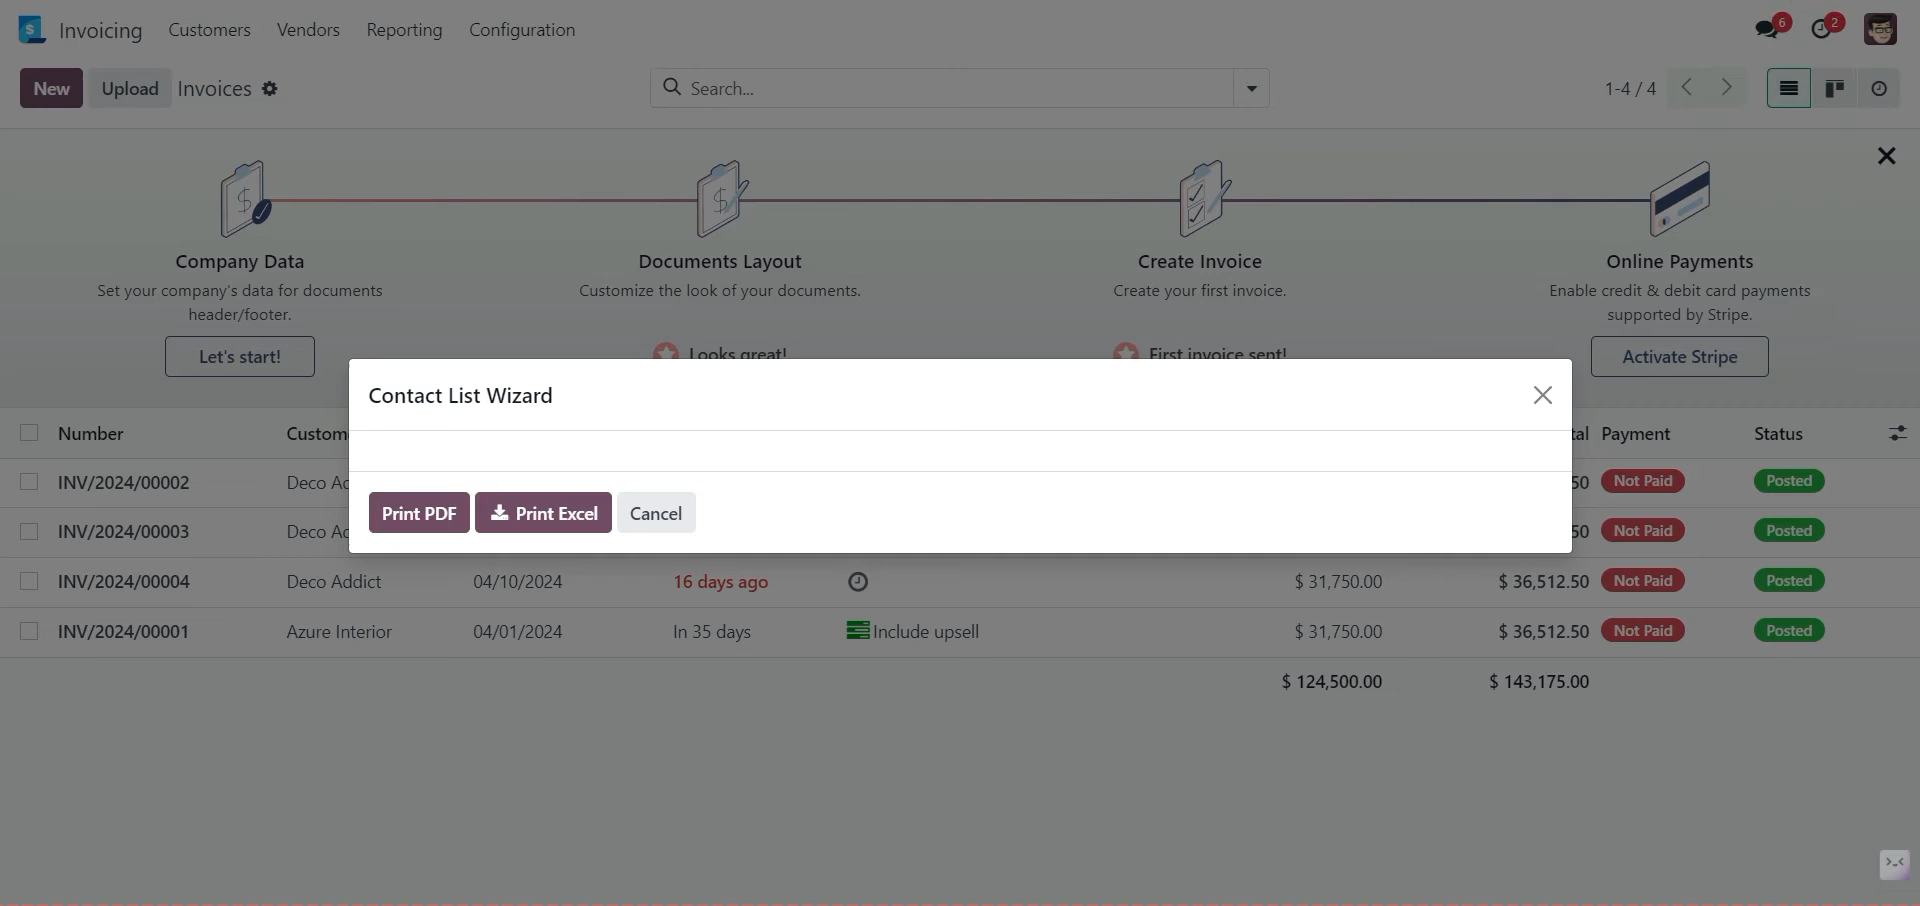 Invoicing Customers Vendors Reporting Configuration 6 2
New Upload Invoices Search... 1-4 / 4
Company Data Documents Layout Create Invoice Online Payments
Set your company's data for documents Customize the look of your documents. Create your first invoice. Enable credit & debit card payments
header/footer. supported by Stripe.
Let's start! Looks great! First invoice sent! Activate Stripe
Contact List Wizard
Number Custom tal Payment Status
INV/2024/00002 Deco Ad 50 Not Paid Posted
Print PDF Print Excel Cancel
INV/2024/00003 Deco Ad 50 Not Paid Posted
INV/2024/00004 Deco Addict 04/10/2024 16 days ago $ 31,750.00 $ 36,512.50 Not Paid Posted
INV/2024/00001 Azure Interior 04/01/2024 In 35 days Include upsell $ 31,750.00 $ 36,512.50 Not Paid Posted
$ 124,500.00 $ 143,175.00